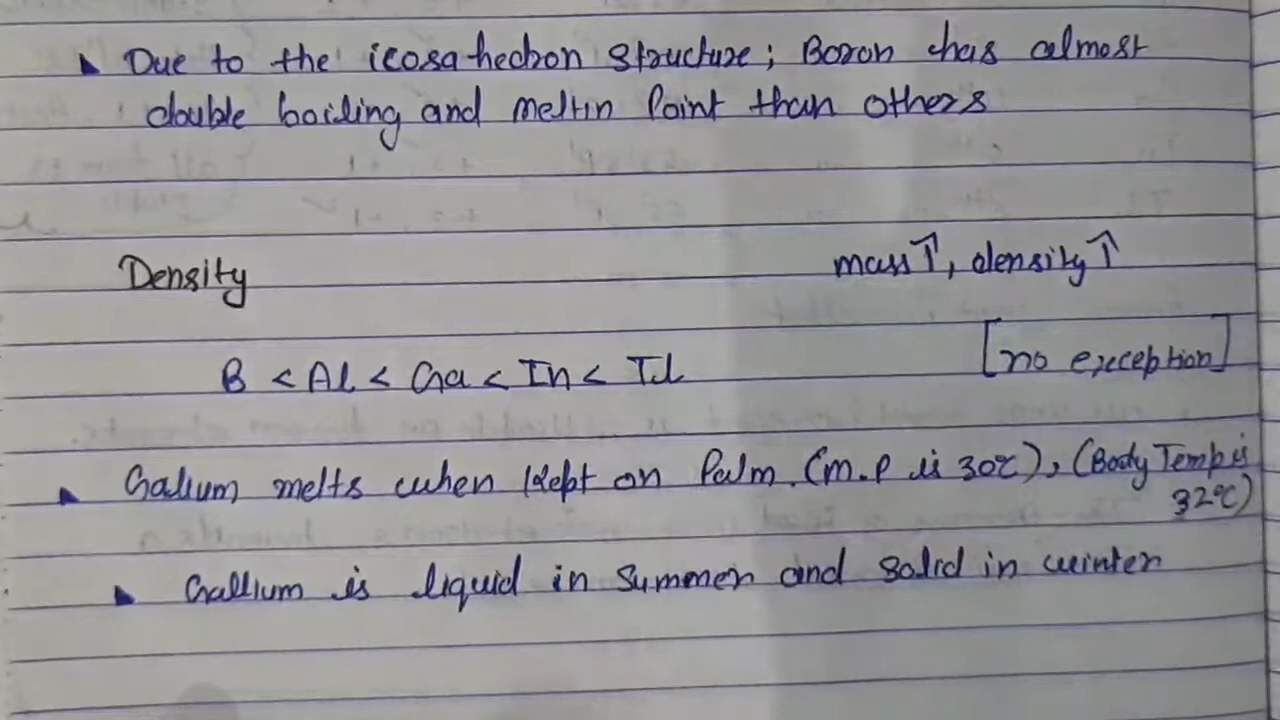 Due to the icosahedron structure; Boron has almost
double boiling and meltin Point than others
Density
mass↑, density↑
B < Al < Ga < In < Tl
[no exception]
Galium melts when kept on Palm. (m.p is 30℃), (Body Temp is
32℃)
Gallium is liquid in summer and solid in winter